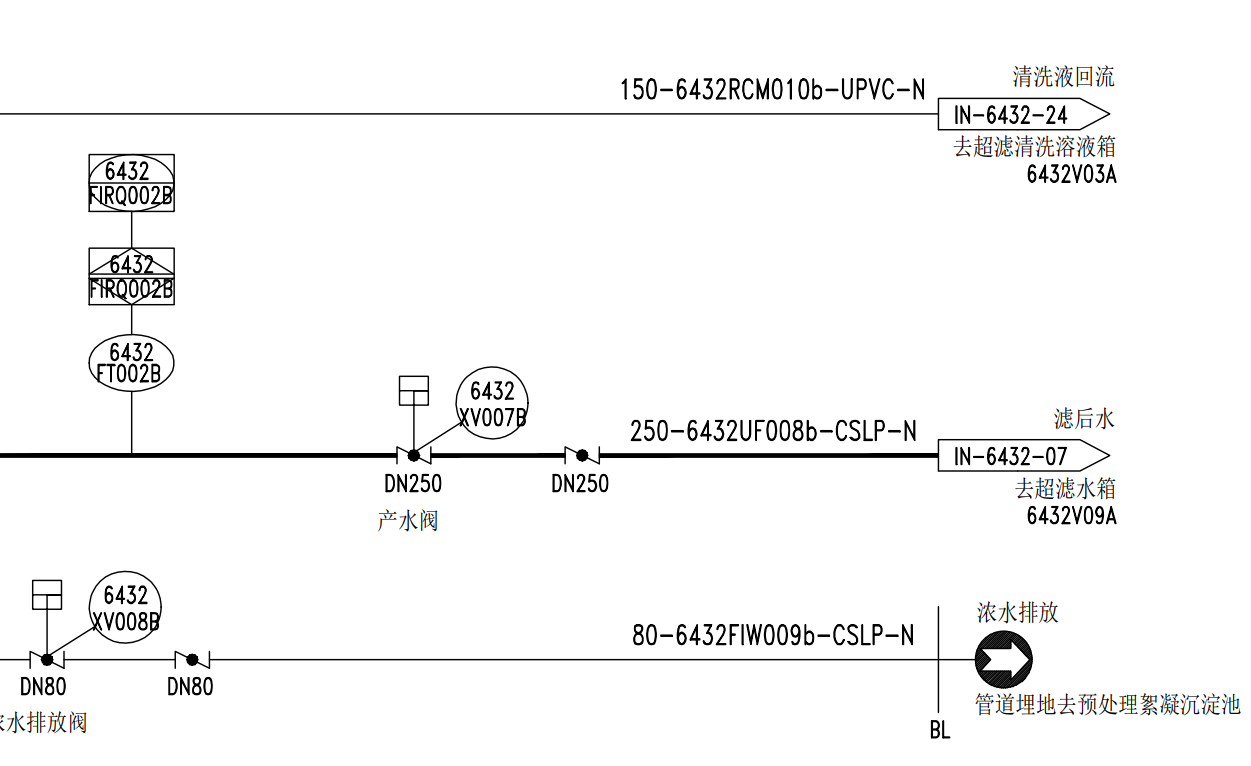 清洗液回流
150-6432RCM010b-UPVC-N
IN-6432-24
去超滤清洗溶液箱
6432V03A
6432
FIRQ002B
6432
FIRQ002B
6432
FT002B
6432
XV007B
250-6432UF008b-CSLP-N
滤后水
IN-6432-07
DN250
DN250
去超滤水箱
6432V09A
产水阀
6432
XV008B
80-6432FIW009b-CSLP-N
浓水排放
DN80
DN80
浓水排放阀
管道埋地去预处理絮凝沉淀池
BL